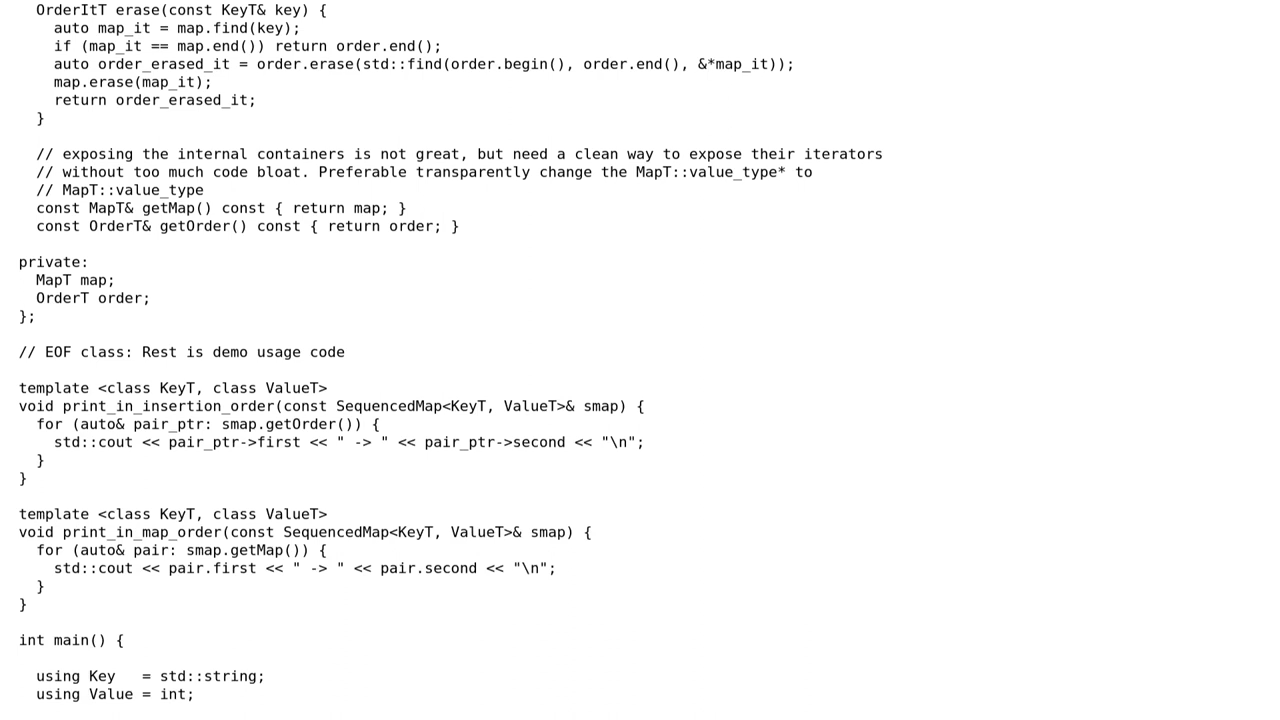 OrderItT erase(const KeyT& key) {
    auto map_it = map.find(key);
    if (map_it == map.end()) return order.end();
    auto order_erased_it = order.erase(std::find(order.begin(), order.end(), &*map_it));
    map.erase(map_it);
    return order_erased_it;
  }

  // exposing the internal containers is not great, but need a clean way to expose their iterators
  // without too much code bloat. Preferable transparently change the MapT::value_type* to
  // MapT::value_type
  const MapT& getMap() const { return map; }
  const OrderT& getOrder() const { return order; }

private:
  MapT map;
  OrderT order;
};

// EOF class: Rest is demo usage code

template <class KeyT, class ValueT>
void print_in_insertion_order(const SequencedMap<KeyT, ValueT>& smap) {
  for (auto& pair_ptr: smap.getOrder()) {
    std::cout << pair_ptr->first << " -> " << pair_ptr->second << "\n";
  }
}

template <class KeyT, class ValueT>
void print_in_map_order(const SequencedMap<KeyT, ValueT>& smap) {
  for (auto& pair: smap.getMap()) {
    std::cout << pair.first << " -> " << pair.second << "\n";
  }
}

int main() {

  using Key   = std::string;
  using Value = int;